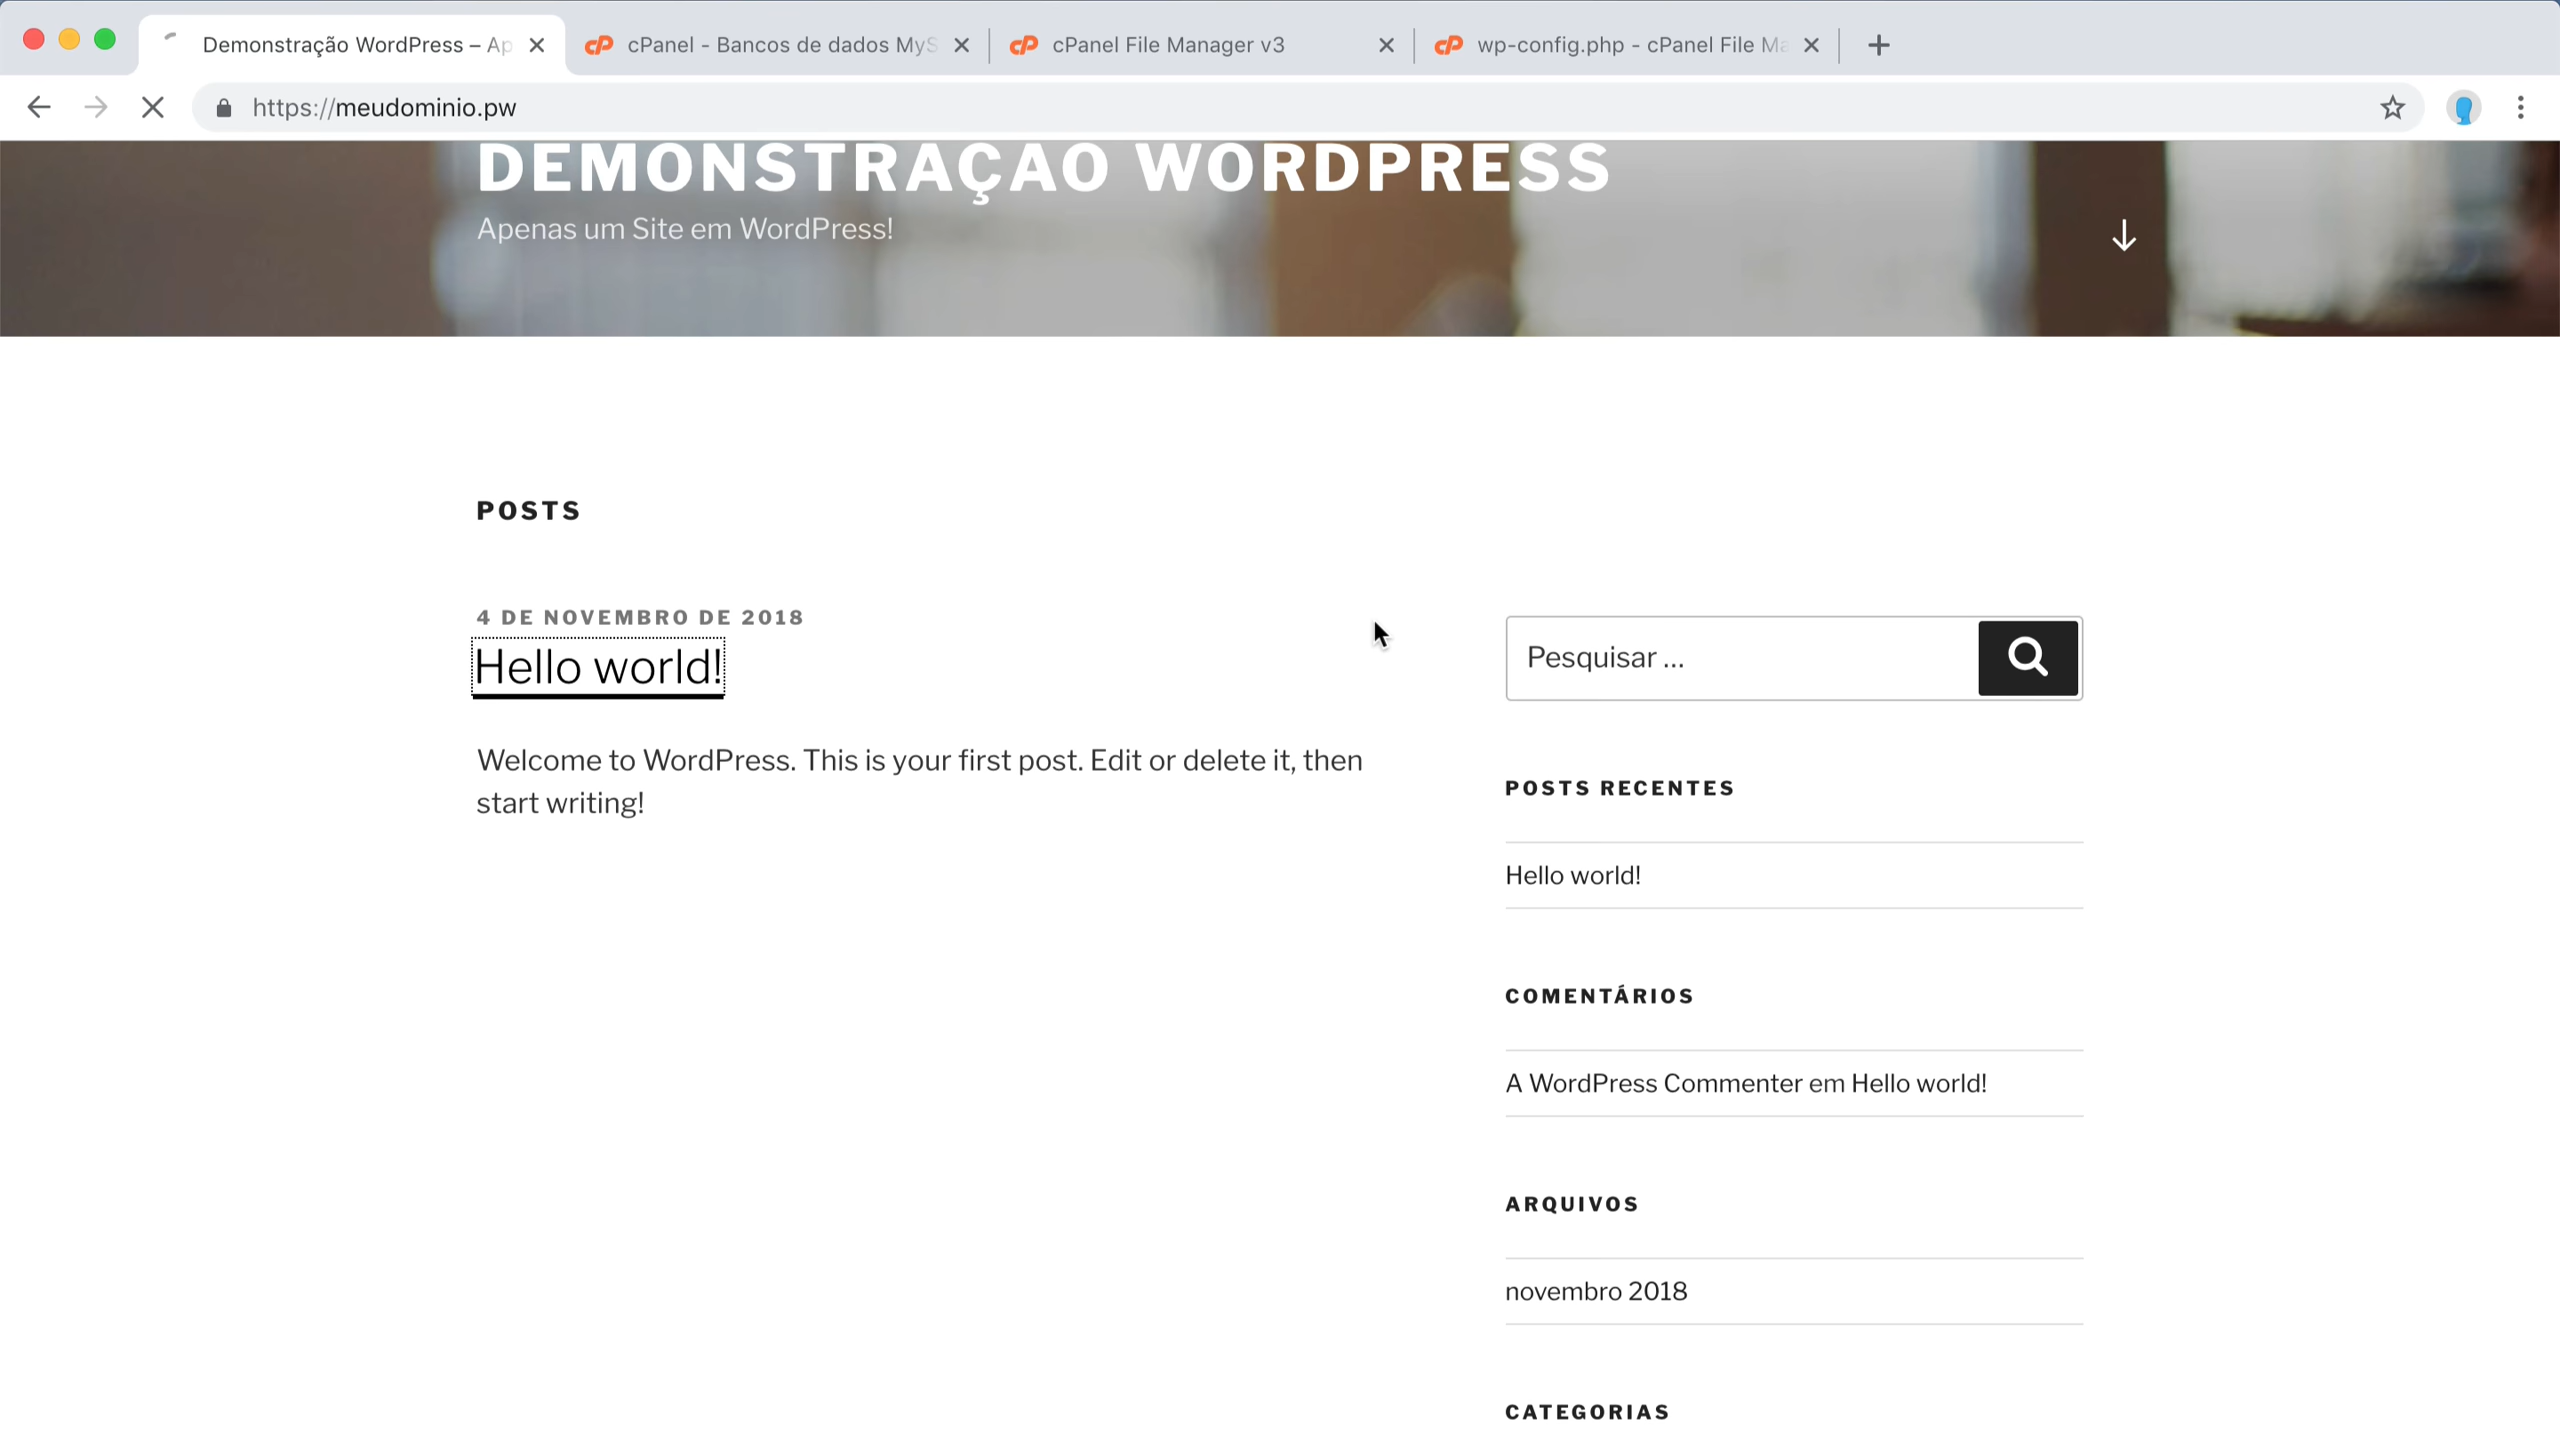 Demonstração WordPress – Ap
cPanel - Bancos de dados MyS
cPanel File Manager v3
wp-config.php - cPanel File Ma
https://meudominio.pw
DEMONSTRAÇAO WORDPRESS
Apenas um Site em WordPress!
POSTS
4 DE NOVEMBRO DE 2018
Hello world!
Welcome to WordPress. This is your first post. Edit or delete it, then
start writing!
Pesquisar ...
POSTS RECENTES
Hello world!
COMENTÁRIOS
A WordPress Commenter em Hello world!
ARQUIVOS
novembro 2018
CATEGORIAS